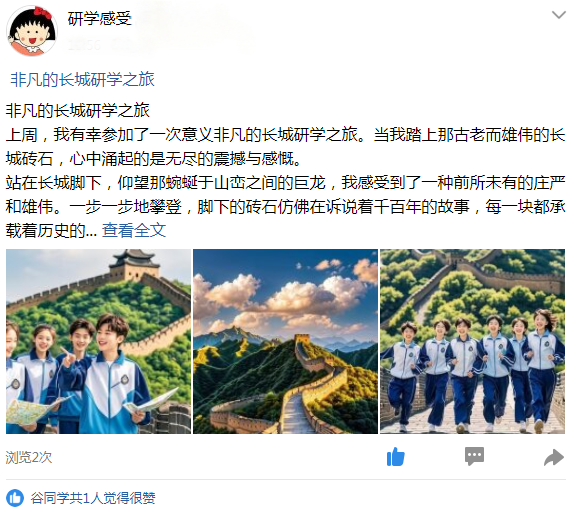 研学感受
非凡的长城研学之旅
非凡的长城研学之旅
上周，我有幸参加了一次意义非凡的长城研学之旅。当我踏上那古老而雄伟的长
城砖石，心中涌起的是无尽的震撼与感慨。
站在长城脚下，仰望那蜿蜒于山峦之间的巨龙，我感受到了一种前所未有的庄严
和雄伟。一步一步地攀登，脚下的砖石仿佛在诉说着千百年的故事，每一块都承
载着历史的... 查看全文
浏览2次
谷同学共1人觉得很赞